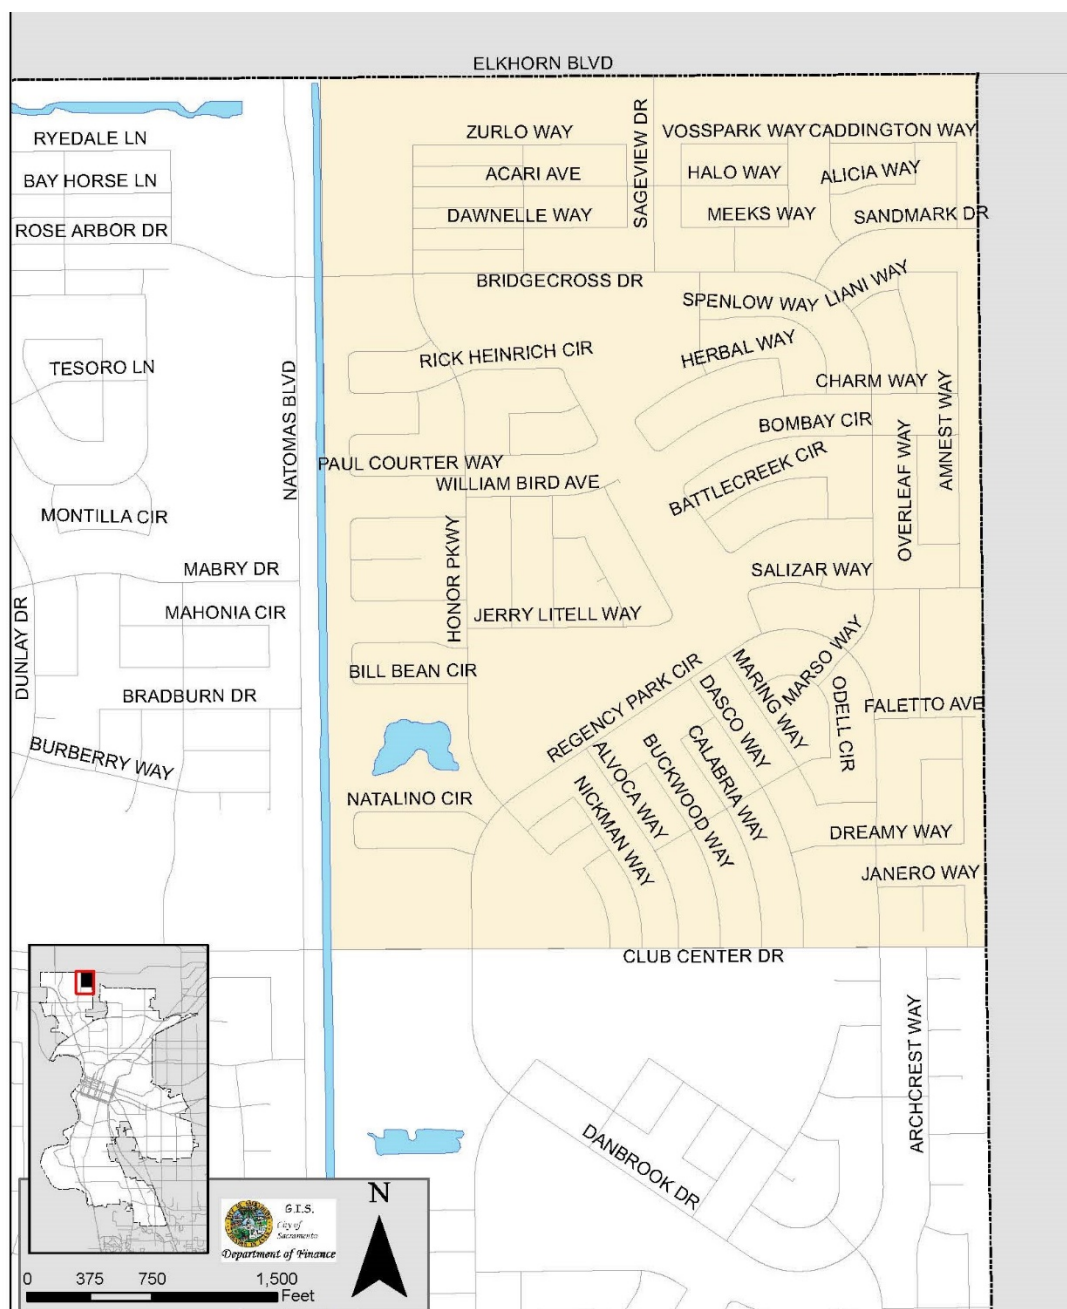 ELKHORN BLVD
RYEDALE LN
ZURLO WAY
SAGEVIEW DR
VOSSPARK WAY
CADDINGTON WAY
BAY HORSE LN
ACARI AVE
HALO WAY
ALICIA WAY
ROSE ARBOR DR
DAWNELLE WAY
MEEKS WAY
SANDMARK DR
BRIDGECROSS DR
SPENLOW WAY
LIANI WAY
TESORO LN
NATOMAS BLVD
RICK HEINRICH CIR
HERBAL WAY
CHARM WAY
AMNEST WAY
BOMBAY CIR
OVERLEAF WAY
PAUL COURTER WAY
WILLIAM BIRD AVE
BATTLECREEK CIR
MONTILLA CIR
HONOR PKWY
MABRY DR
SALIZAR WAY
DUNLAY DR
MAHONIA CIR
JERRY LITELL WAY
BILL BEAN CIR
BRADBURN DR
REGENCY PARK CIR
MARING WAY
MARSO WAY
ODELL CIR
FALETTO AVE
DASCO WAY
BURBERRY WAY
CALABRIA WAY
BUCKWOOD WAY
ALVOCA WAY
NICKMAN WAY
NATALINO CIR
DREAMY WAY
JANERO WAY
CLUB CENTER DR
ARCHCREST WAY
DANBROOK DR
G.I.S.
City of
Sacramento
Department of Finance
N
0 375 750 1,500
Feet